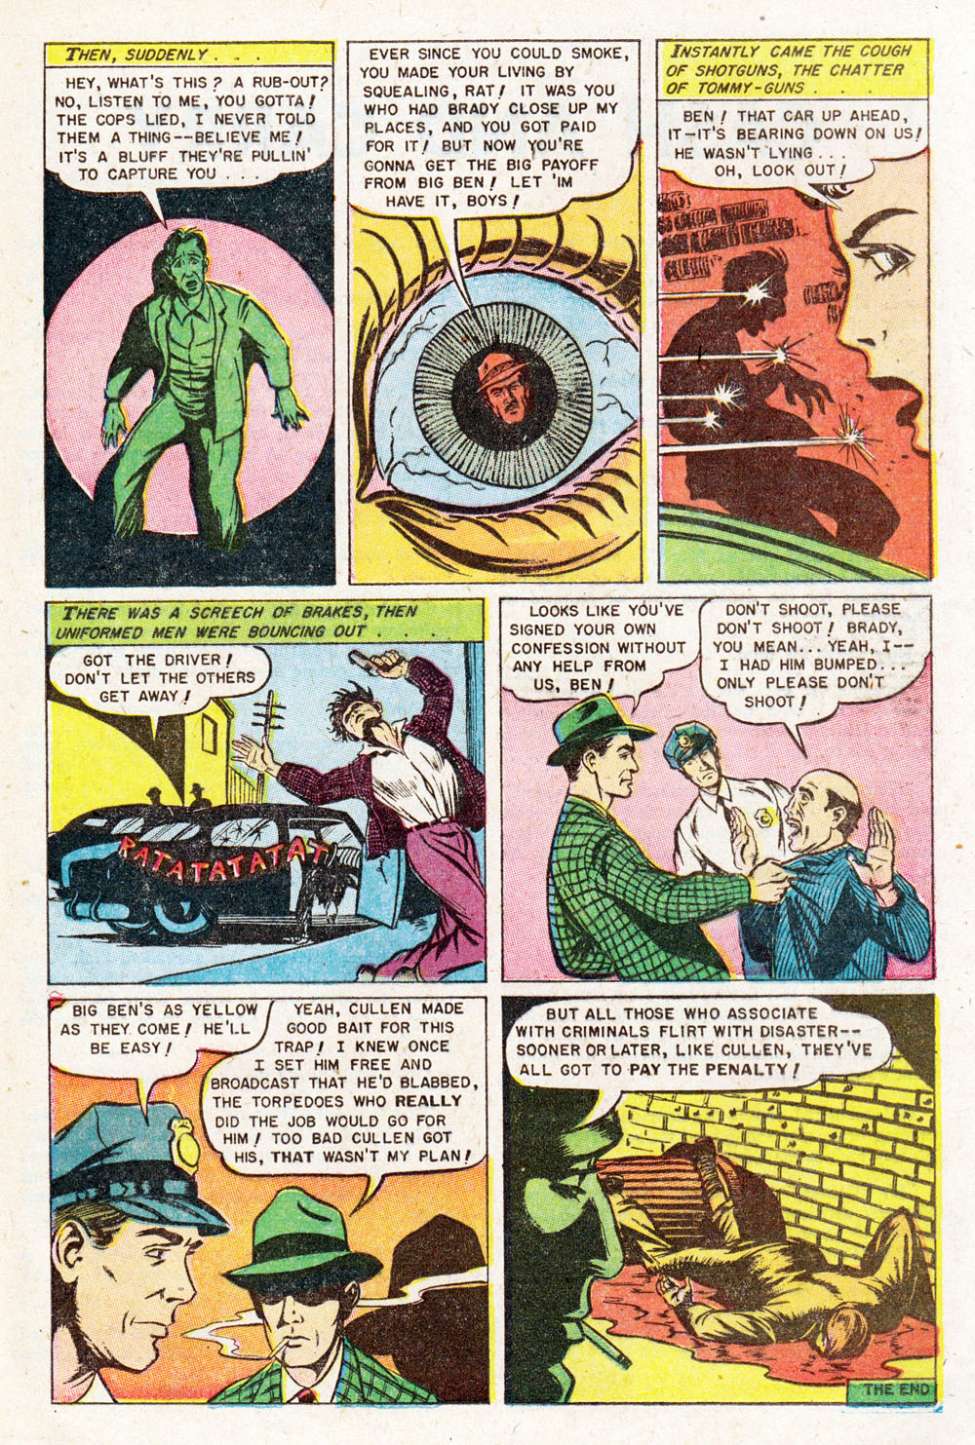 THEN, SUDDENLY . . .
HEY, WHAT'S THIS? A RUB-OUT?
NO, LISTEN TO ME, YOU GOTTA!
THE COPS LIED, I NEVER TOLD
THEM A THING--BELIEVE ME!
IT'S A BLUFF THEY'RE PULLIN'
TO CAPTURE YOU . . .
EVER SINCE YOU COULD SMOKE,
YOU MADE YOUR LIVING BY
SQUEALING, RAT! IT WAS YOU
WHO HAD BRADY CLOSE UP MY
PLACES, AND YOU GOT PAID
FOR IT! BUT NOW YOU'RE
GONNA GET THE BIG PAYOFF
FROM BIG BEN! LET 'IM
HAVE IT, BOYS!
INSTANTLY CAME THE COUGH
OF SHOTGUNS, THE CHATTER
OF TOMMY-GUNS . . . .
BEN! THAT CAR UP AHEAD,
IT--IT'S BEARING DOWN ON US!
HE WASN'T LYING . . .
OH, LOOK OUT!
THERE WAS A SCREECH OF BRAKES, THEN
UNIFORMED MEN WERE BOUNCING OUT . . . .
GOT THE DRIVER!
DON'T LET THE OTHERS
GET AWAY!
RATATATATATAT
LOOKS LIKE YOU'VE
SIGNED YOUR OWN
CONFESSION WITHOUT
ANY HELP FROM
US, BEN!
DON'T SHOOT, PLEASE
DON'T SHOOT! BRADY,
YOU MEAN... YEAH, I--
I HAD HIM BUMPED...
ONLY PLEASE DON'T
SHOOT!
BIG BEN'S AS YELLOW
AS THEY COME! HE'LL
BE EASY!
YEAH, CULLEN MADE
GOOD BAIT FOR THIS
TRAP! I KNEW ONCE
I SET HIM FREE AND
BROADCAST THAT HE'D BLABBED,
THE TORPEDOES WHO REALLY
DID THE JOB WOULD GO FOR
HIM! TOO BAD CULLEN GOT
HIS, THAT WASN'T MY PLAN!
BUT ALL THOSE WHO ASSOCIATE
WITH CRIMINALS FLIRT WITH DISASTER--
SOONER OR LATER, LIKE CULLEN, THEY'VE
ALL GOT TO PAY THE PENALTY!
THE END